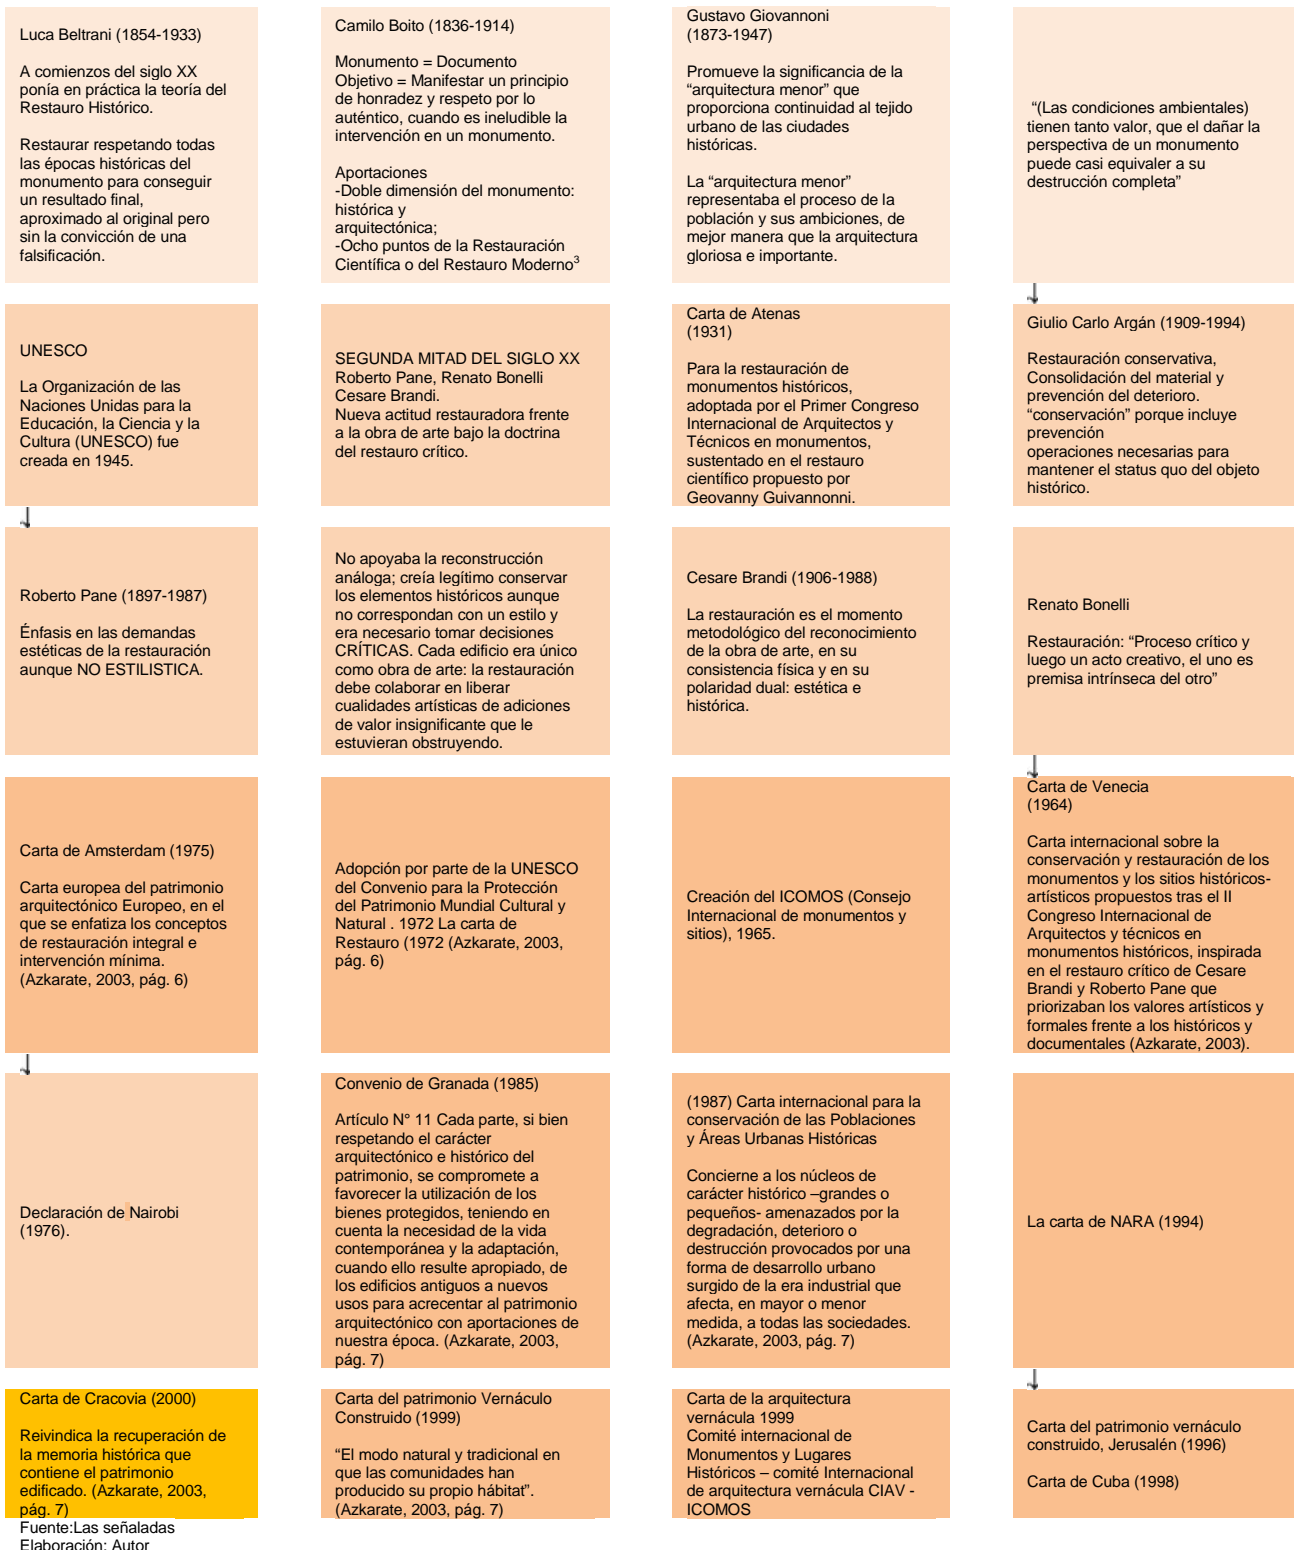 Luca Beltrani (1854-1933)
A comienzos del siglo XX
ponía en práctica la teoría del
Restauro Histórico.
Restaurar respetando todas
las épocas históricas del
monumento para conseguir
un resultado final,
aproximado al original pero
sin la convicción de una
falsificación.
Camilo Boito (1836-1914)
Monumento = Documento
Objetivo = Manifestar un principio
de honradez y respeto por lo
auténtico, cuando es ineludible la
intervención en un monumento.
Aportaciones
-Doble dimensión del monumento:
histórica y
arquitectónica;
-Ocho puntos de la Restauración
Científica o del Restauro Moderno3
Gustavo Giovannoni
(1873-1947)
Promueve la significancia de la
“arquitectura menor” que
proporciona continuidad al tejido
urbano de las ciudades
históricas.
La “arquitectura menor”
representaba el proceso de la
población y sus ambiciones, de
mejor manera que la arquitectura
gloriosa e importante.
“(Las condiciones ambientales)
tienen tanto valor, que el dañar la
perspectiva de un monumento
puede casi equivaler a su
destrucción completa”
UNESCO
La Organización de las
Naciones Unidas para la
Educación, la Ciencia y la
Cultura (UNESCO) fue
creada en 1945.
SEGUNDA MITAD DEL SIGLO XX
Roberto Pane, Renato Bonelli
Cesare Brandi.
Nueva actitud restauradora frente
a la obra de arte bajo la doctrina
del restauro crítico.
Carta de Atenas
(1931)
Para la restauración de
monumentos históricos,
adoptada por el Primer Congreso
Internacional de Arquitectos y
Técnicos en monumentos,
sustentado en el restauro
científico propuesto por
Geovanny Guivannonni.
Giulio Carlo Argán (1909-1994)
Restauración conservativa,
Consolidación del material y
prevención del deterioro.
“conservación” porque incluye
prevención
operaciones necesarias para
mantener el status quo del objeto
histórico.
Roberto Pane (1897-1987)
Énfasis en las demandas
estéticas de la restauración
aunque NO ESTILISTICA.
No apoyaba la reconstrucción
análoga; creía legítimo conservar
los elementos históricos aunque
no correspondan con un estilo y
era necesario tomar decisiones
CRÍTICAS. Cada edificio era único
como obra de arte: la restauración
debe colaborar en liberar
cualidades artísticas de adiciones
de valor insignificante que le
estuvieran obstruyendo.
Cesare Brandi (1906-1988)
La restauración es el momento
metodológico del reconocimiento
de la obra de arte, en su
consistencia física y en su
polaridad dual: estética e
histórica.
Renato Bonelli
Restauración: “Proceso crítico y
luego un acto creativo, el uno es
premisa intrínseca del otro”
Carta de Amsterdam (1975)
Carta europea del patrimonio
arquitectónico Europeo, en el
que se enfatiza los conceptos
de restauración integral e
intervención mínima.
(Azkarate, 2003, pág. 6)
Adopción por parte de la UNESCO
del Convenio para la Protección
del Patrimonio Mundial Cultural y
Natural . 1972 La carta de
Restauro (1972 (Azkarate, 2003,
pág. 6)
Creación del ICOMOS (Consejo
Internacional de monumentos y
sitios), 1965.
Carta de Venecia
(1964)
Carta internacional sobre la
conservación y restauración de los
monumentos y los sitios históricos-
artísticos propuestos tras el II
Congreso Internacional de
Arquitectos y técnicos en
monumentos históricos, inspirada
en el restauro crítico de Cesare
Brandi y Roberto Pane que
priorizaban los valores artísticos y
formales frente a los históricos y
documentales (Azkarate, 2003).
Declaración de Nairobi
(1976).
Convenio de Granada (1985)
Artículo N° 11 Cada parte, si bien
respetando el carácter
arquitectónico e histórico del
patrimonio, se compromete a
favorecer la utilización de los
bienes protegidos, teniendo en
cuenta la necesidad de la vida
contemporánea y la adaptación,
cuando ello resulte apropiado, de
los edificios antiguos a nuevos
usos para acrecentar al patrimonio
arquitectónico con aportaciones de
nuestra época. (Azkarate, 2003,
pág. 7)
(1987) Carta internacional para la
conservación de las Poblaciones
y Áreas Urbanas Históricas
Concierne a los núcleos de
carácter histórico –grandes o
pequeños- amenazados por la
degradación, deterioro o
destrucción provocados por una
forma de desarrollo urbano
surgido de la era industrial que
afecta, en mayor o menor
medida, a todas las sociedades.
(Azkarate, 2003, pág. 7)
La carta de NARA (1994)
Carta de Cracovia (2000)
Reivindica la recuperación de
la memoria histórica que
contiene el patrimonio
edificado. (Azkarate, 2003,
pág. 7)
Carta del patrimonio Vernáculo
Construido (1999)
“El modo natural y tradicional en
que las comunidades han
producido su propio hábitat”.
(Azkarate, 2003, pág. 7)
Carta de la arquitectura
vernácula 1999
Comité internacional de
Monumentos y Lugares
Históricos – comité Internacional
de arquitectura vernácula CIAV -
ICOMOS
Carta del patrimonio vernáculo
construido, Jerusalén (1996)
Carta de Cuba (1998)
Fuente:Las señaladas
Elaboración: Autor